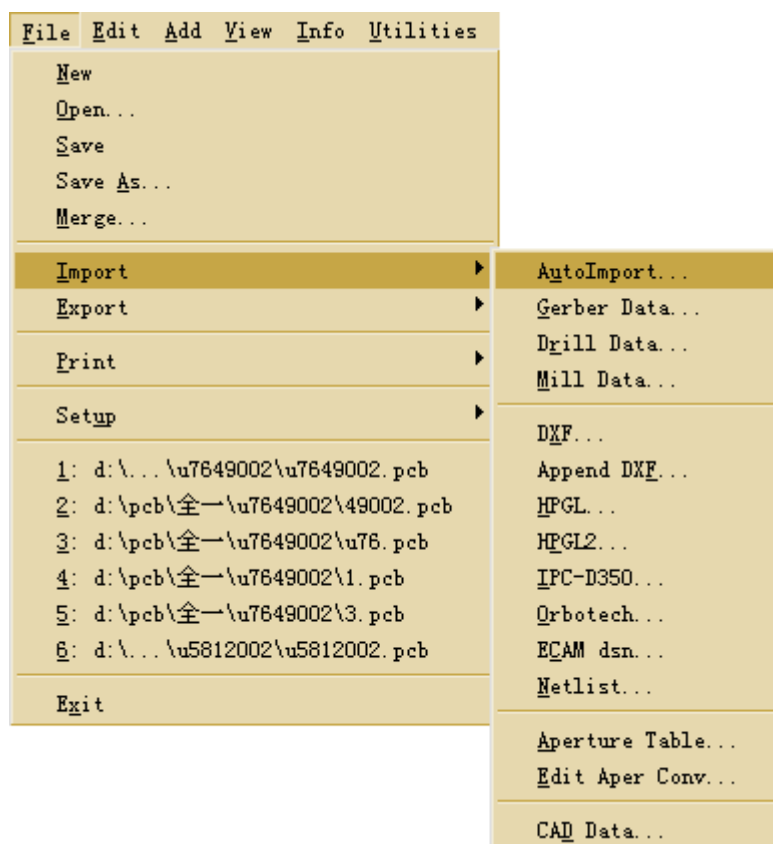 File Edit Add View Info Utilities
New
Open...
Save
Save As...
Merge...
Import
Export
Print
Setup
1: d:\...\u7649002\u7649002.pcb
2: d:\pcb\全一\u7649002\49002.pcb
3: d:\pcb\全一\u7649002\u76.pcb
4: d:\pcb\全一\u7649002\1.pcb
5: d:\pcb\全一\u7649002\3.pcb
6: d:\...\u5812002\u5812002.pcb
Exit
AutoImport...
Gerber Data...
Drill Data...
Mill Data...
DXF...
Append DXF...
HPGL...
HPGL2...
IPC-D350...
Orbotech...
ECAM dsn...
Netlist...
Aperture Table...
Edit Aper Conv...
CAD Data...